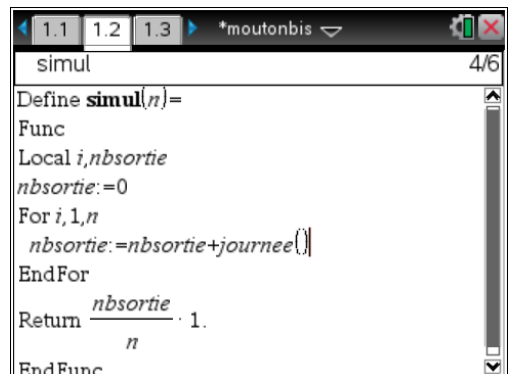 1.1 1.2 1.3 *moutonbis
simul 4/6
Define simul(n)=
Func
Local i,nbsortie
nbsortie:=0
For i,1,n
nbsortie:=nbsortie+journee()
EndFor
Return nbsortie/n · 1.
EndFunc